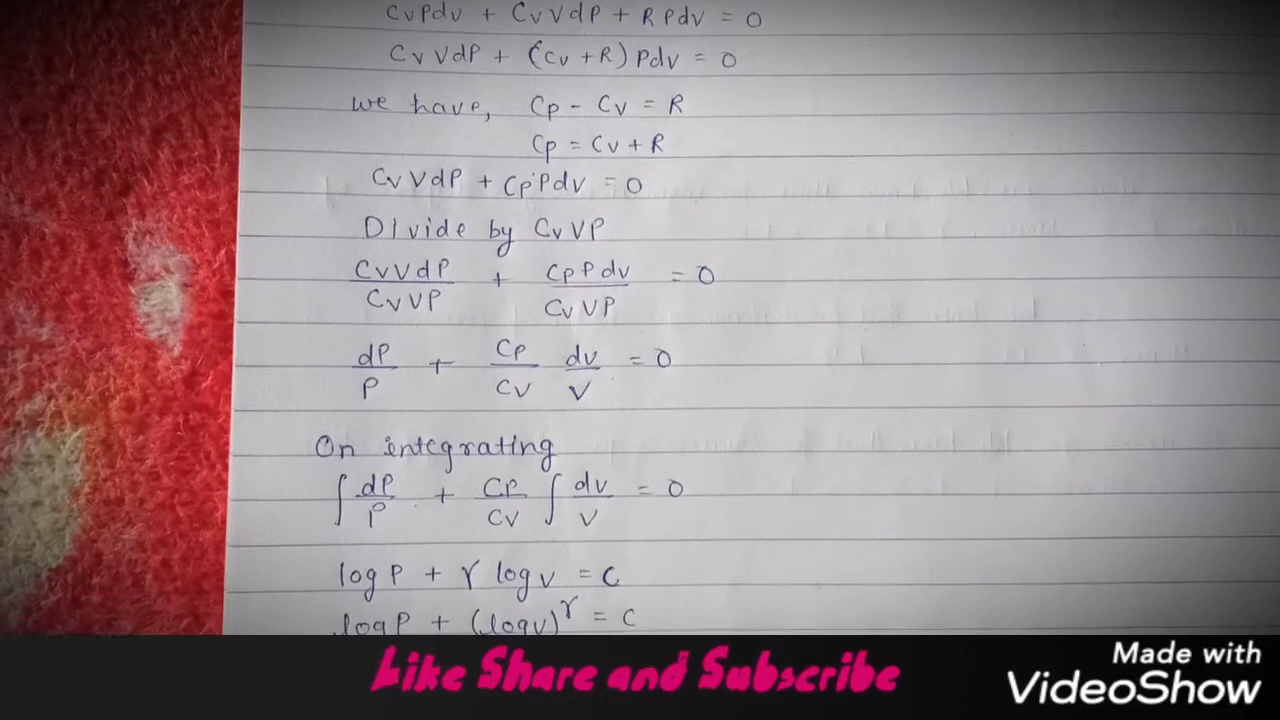 CvPdv + CvVdP + RPdv = 0
CvVdP + (Cv + R) Pdv = 0
we have, Cp - Cv = R
Cp = Cv + R
CvVdP + CpPdv = 0
Divide by CvVP
CvVdP/CvVP + CpPdv/CvVP = 0
dP/P + Cp/Cv dv/V = 0
On integrating
∫ dP/P + Cp/Cv ∫ dv/V = 0
log P + γ log v = C
log P + (log v)^γ = C
Like Share and Subscribe
Made with
VideoShow